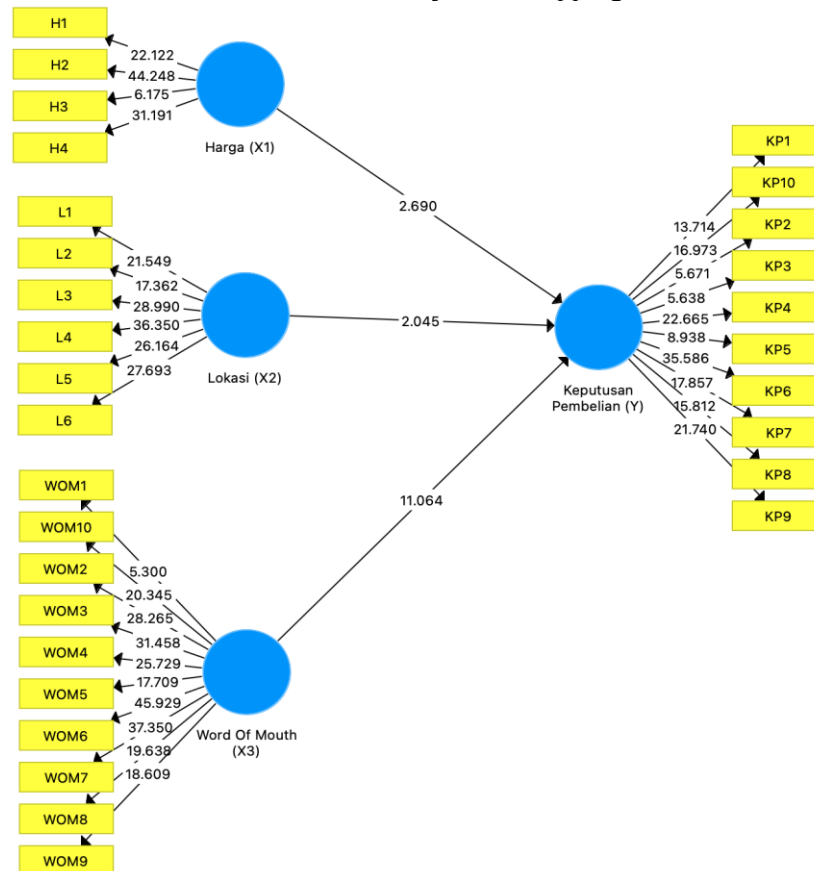 H1
H2
H3
H4
22.122
44.248
6.175
31.191
Harga (X1)
2.690
L1
L2
L3
L4
L5
L6
21.549
17.362
28.990
36.350
26.164
27.693
Lokasi (X2)
2.045
WOM1
WOM10
WOM2
WOM3
WOM4
WOM5
WOM6
WOM7
WOM8
WOM9
5.300
20.345
28.265
31.458
25.729
17.709
45.929
37.350
19.638
18.609
Word Of Mouth
(X3)
11.064
Keputusan
Pembelian (Y)
13.714
16.973
5.671
5.638
22.665
8.938
35.586
17.857
15.812
21.740
KP1
KP10
KP2
KP3
KP4
KP5
KP6
KP7
KP8
KP9